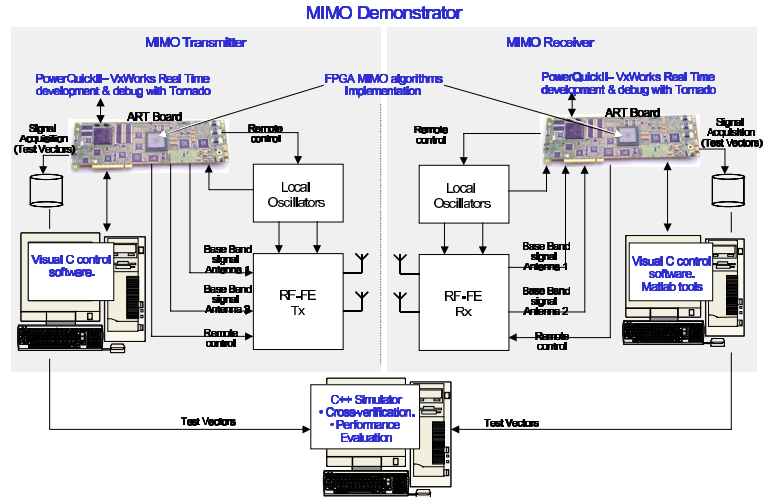 MIMO Demonstrator
MIMO Transmitter
MIMO Receiver
PowerQuickII– VxWorks Real Time
development & debug with Tornado
FPGA MIMO algorithms
Implementation
PowerQuickII– VxWorks Real Time
development & debug with Tornado
ART Board
ART Board
Signal
Acquisition
(Test Vectors)
Remote
control
Remote
control
Signal
Acquisition
(Test Vectors)
Local
Oscillators
Local
Oscillators
Visual C control
software.
Base Band
signal
Antenna 1
Base Band
signal
Antenna 2
Remote
control
RF-FE
Tx
RF-FE
Rx
Base Band
signal
Antenna 1
Base Band
signal
Antenna 2
Remote
control
Visual C control
software.
Matlab tools
C++ Simulator
• Cross-verification.
• Performance
Evaluation
Test Vectors
Test Vectors